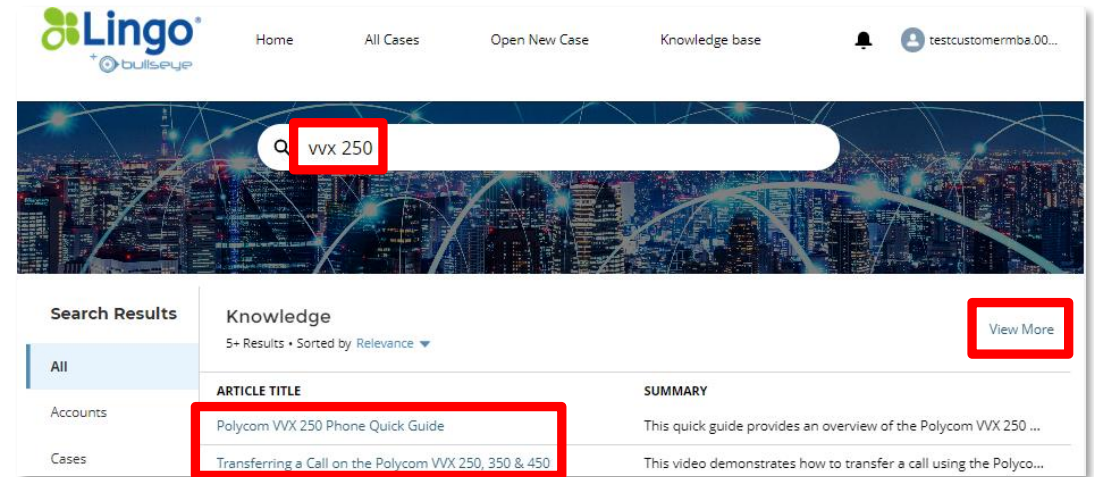 Lingo®
+ bullseye
Home All Cases Open New Case Knowledge base testcustomermba.00...
vvx 250
Search Results
Knowledge
View More
5+ Results • Sorted by Relevance
All
ARTICLE TITLE SUMMARY
Accounts
Polycom VVX 250 Phone Quick Guide This quick guide provides an overview of the Polycom VVX 250 ...
Cases
Transferring a Call on the Polycom VVX 250, 350 & 450 This video demonstrates how to transfer a call using the Polyco...